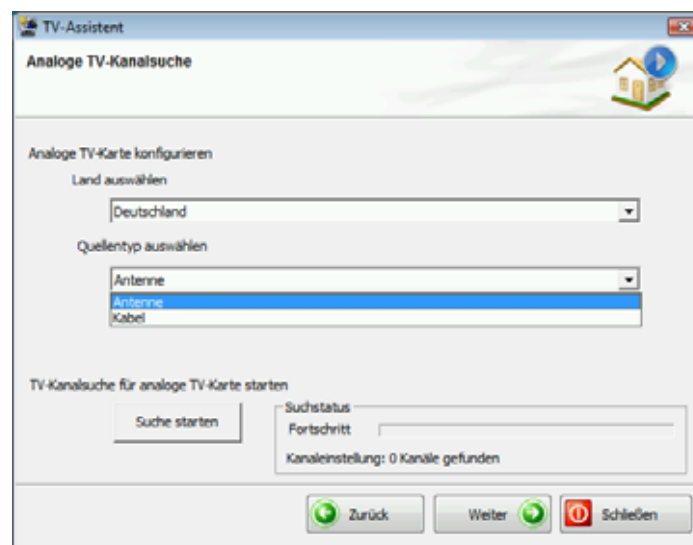 TV-Assistent
Analoge TV-Kanalsuche
Analoge TV-Karte konfigurieren
Land auswählen
Deutschland
Quellentyp auswählen
Antenne
Antenne
Kabel
TV-Kanalsuche für analoge TV-Karte starten
Suche starten
Suchstatus
Fortschritt
Kanaleinstellung: 0 Kanäle gefunden
Zurück
Weiter
Schließen